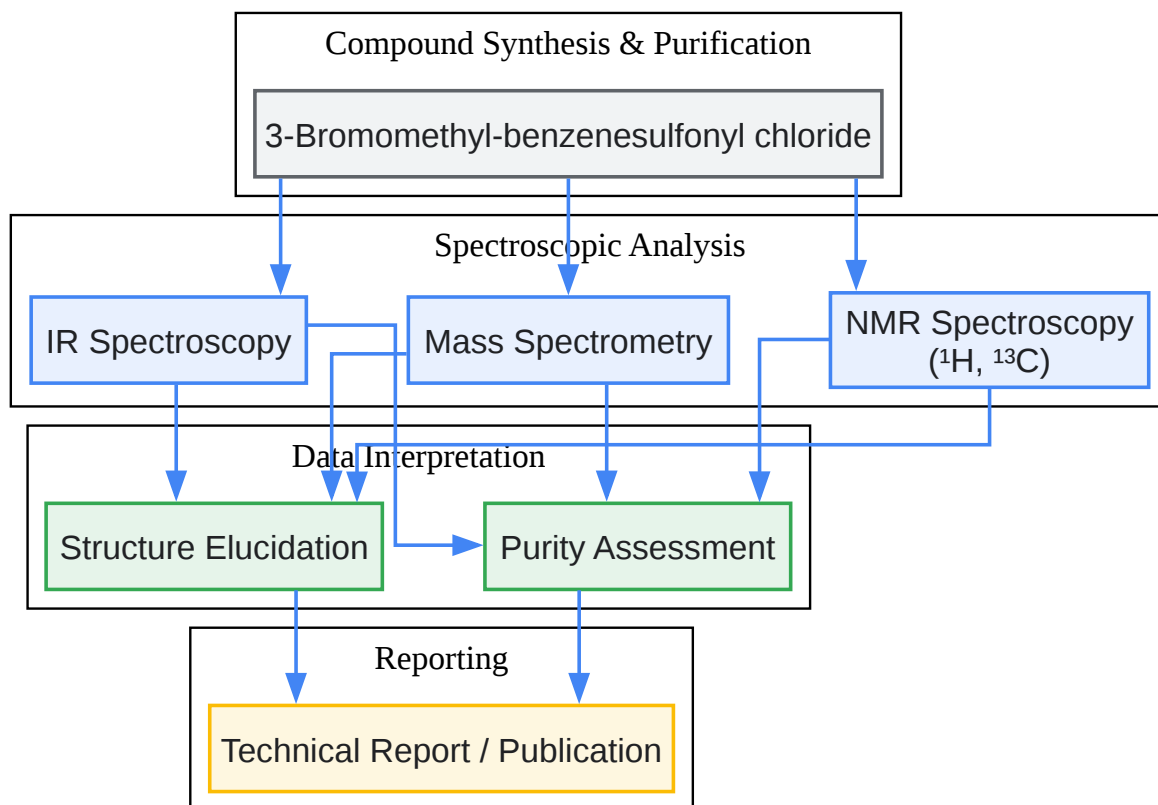 Compound Synthesis & Purification
3-Bromomethyl-benzenesulfonyl chloride
Spectroscopic Analysis
IR Spectroscopy
Mass Spectrometry
NMR Spectroscopy
(¹H, ¹³C)
Data Interpretation
Structure Elucidation
Purity Assessment
Reporting
Technical Report / Publication